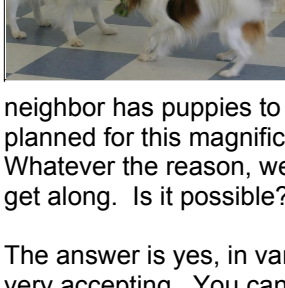 neighbor has puppies to
planned for this magnific
Whatever the reason, we
get along.  Is it possible?
The answer is yes, in var
very accepting.  You can